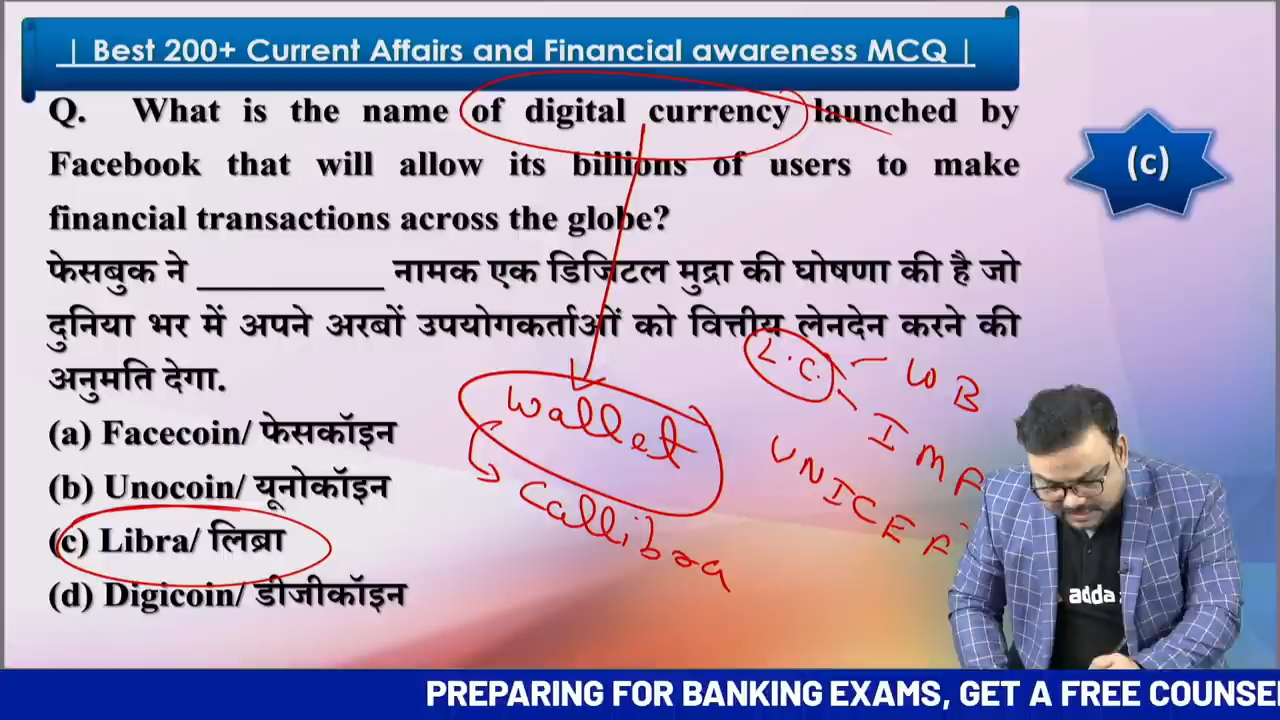 | Best 200+ Current Affairs and Financial awareness MCQ |
Q. What is the name of digital currency launched by
Facebook that will allow its billions of users to make
financial transactions across the globe?
फेसबुक ने __________ नामक एक डिजिटल मुद्रा की घोषणा की है जो
दुनिया भर में अपने अरबों उपयोगकर्ताओं को वित्तीय लेनदेन करने की
अनुमति देगा.
(a) Facecoin/ फेसकॉइन
(b) Unocoin/ यूनोकॉइन
(c) Libra/ लिब्रा
(d) Digicoin/ डीजीकॉइन
(c)
L.C.
WB
IMF
UNICEF
Wallet
Callibra
adda
PREPARING FOR BANKING EXAMS, GET A FREE COUNSE